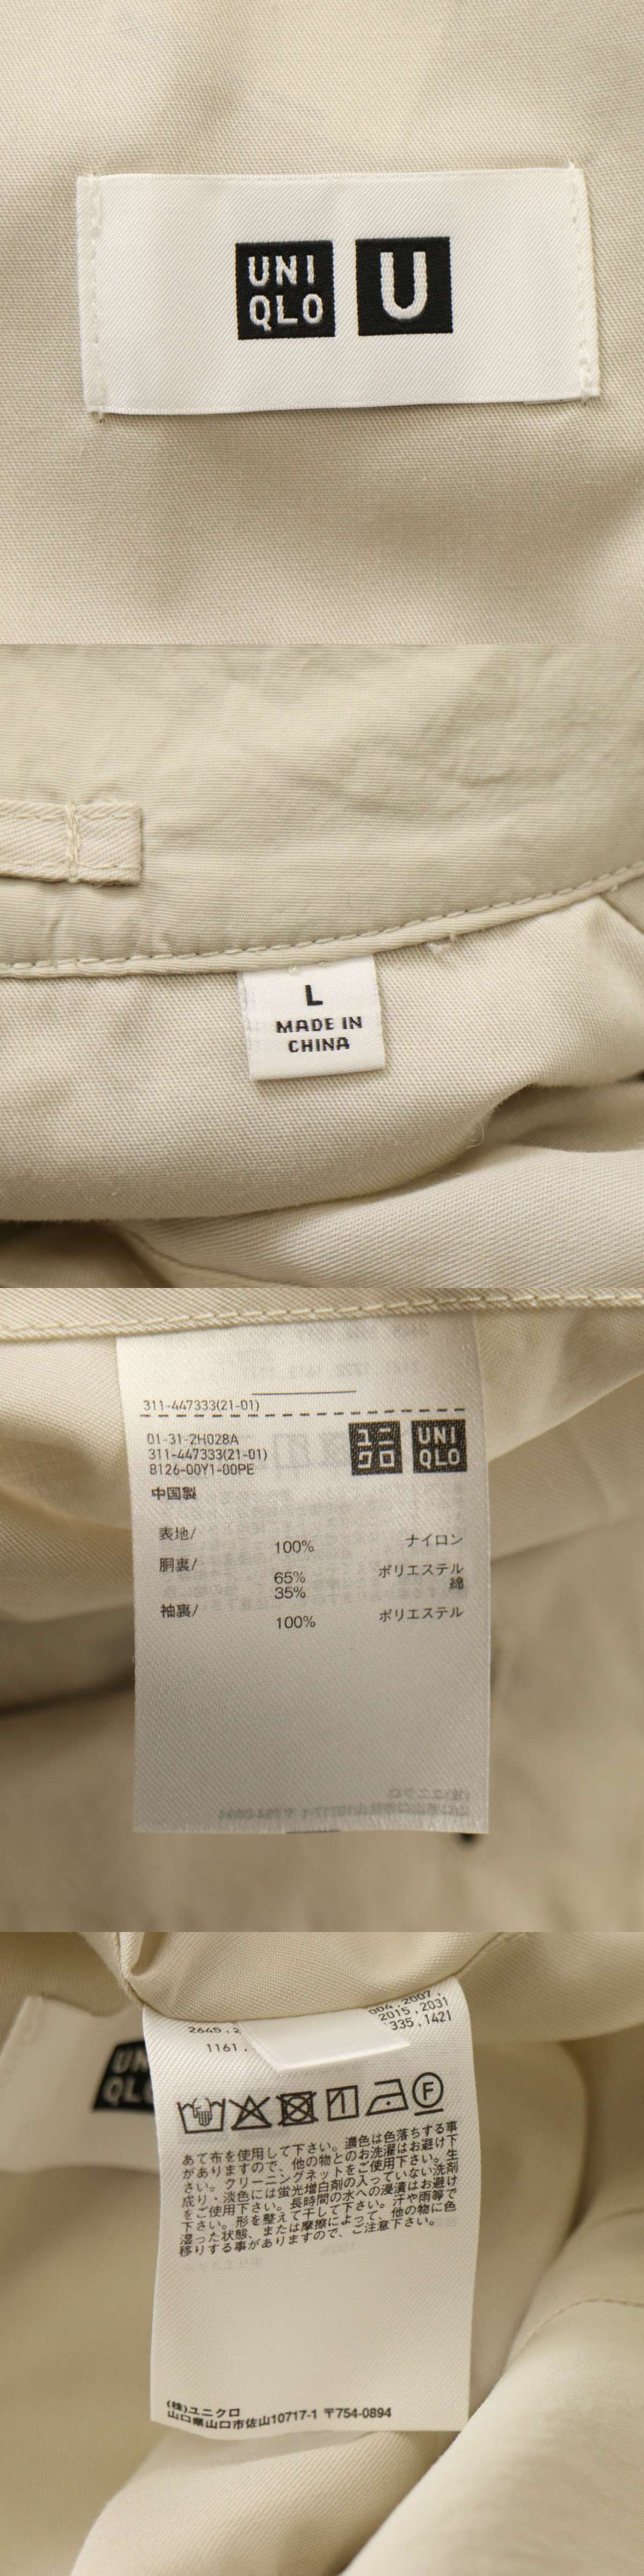 UNI
QLO
U
L
MADE IN
CHINA
311-447333(21-01)
01-31-2H028A
311-447333(21-01)
8126-00Y1-00PE
ユニ
クロ
UNI
QLO
中国製
表地/
100% ナイロン
胴裏/
65% ポリエステル
35% 綿
袖裏/
100% ポリエステル
004,2007,
2645,2 2015,2031
1161, 335,1421
UN
QL
F
あて布を使用して下さい。濃色は色落ちする事
がありますので、他の物との洗濯はお避け下
さい。クリーニングネットをご使用下さい。生
成り・淡色には蛍光増白剤のお入っていない洗剤
をご使用下さい。長時間の水への浸漬はお避け
下さい。形を整えて干して下さい。汗や雨等で
湿った状態、または摩擦によって、他の物に色
移りする事がありますので、ご注意下さい。
(株)ユニクロ
山口県山口市佐山10717-1 〒754-0894